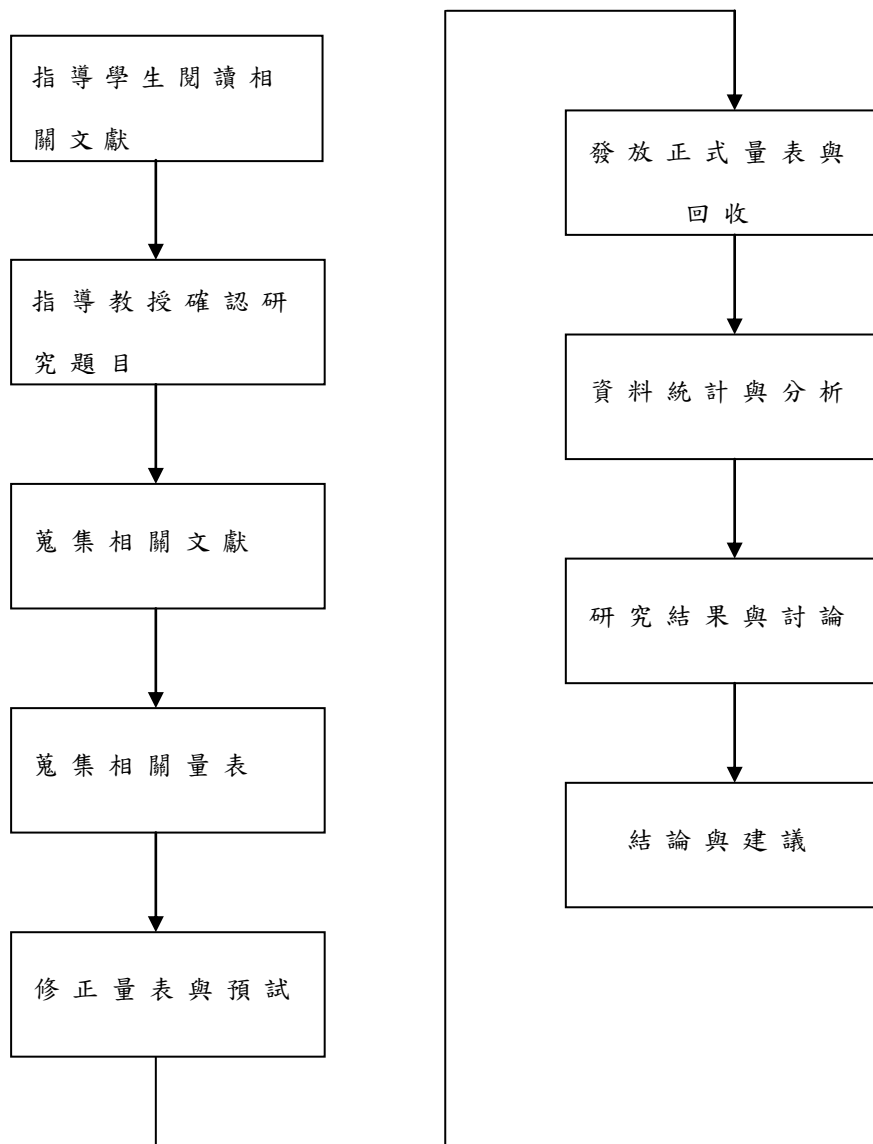 指導學生閱讀相
關文獻
指導教授確認研
究題目
蒐集相關文獻
蒐集相關量表
修正量表與預試
發放正式量表與
回收
資料統計與分析
研究結果與討論
結論與建議